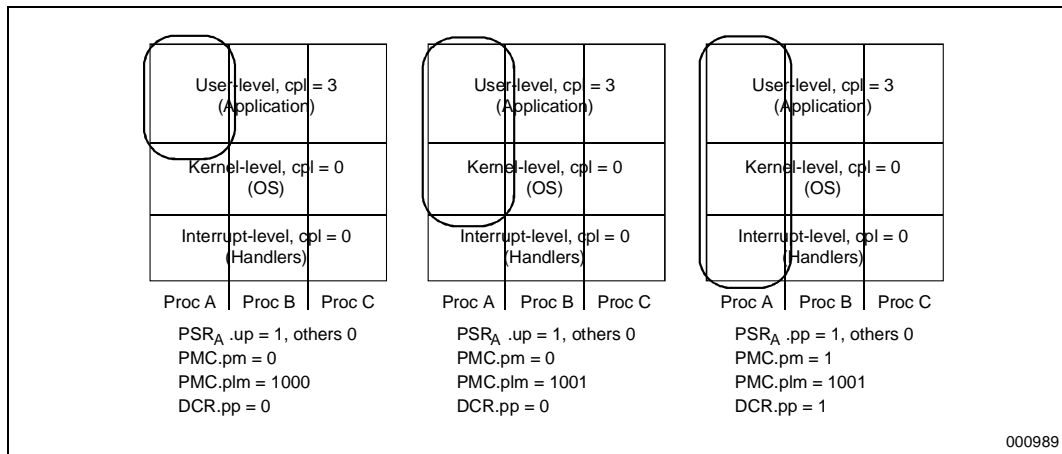 User-level, cpl = 3
(Application)
Kernel-level, cpl = 0
(OS)
Interrupt-level, cpl = 0
(Handlers)
Proc A Proc B Proc C
PSRA .up = 1, others 0
PMC.pm = 0
PMC.plm = 1000
DCR.pp = 0
User-level, cpl = 3
(Application)
Kernel-level, cpl = 0
(OS)
Interrupt-level, cpl = 0
(Handlers)
Proc A Proc B Proc C
PSRA .up = 1, others 0
PMC.pm = 0
PMC.plm = 1001
DCR.pp = 0
User-level, cpl = 3
(Application)
Kernel-level, cpl = 0
(OS)
Interrupt-level, cpl = 0
(Handlers)
Proc A Proc B Proc C
PSRA .pp = 1, others 0
PMC.pm = 1
PMC.plm = 1001
DCR.pp = 1
000989